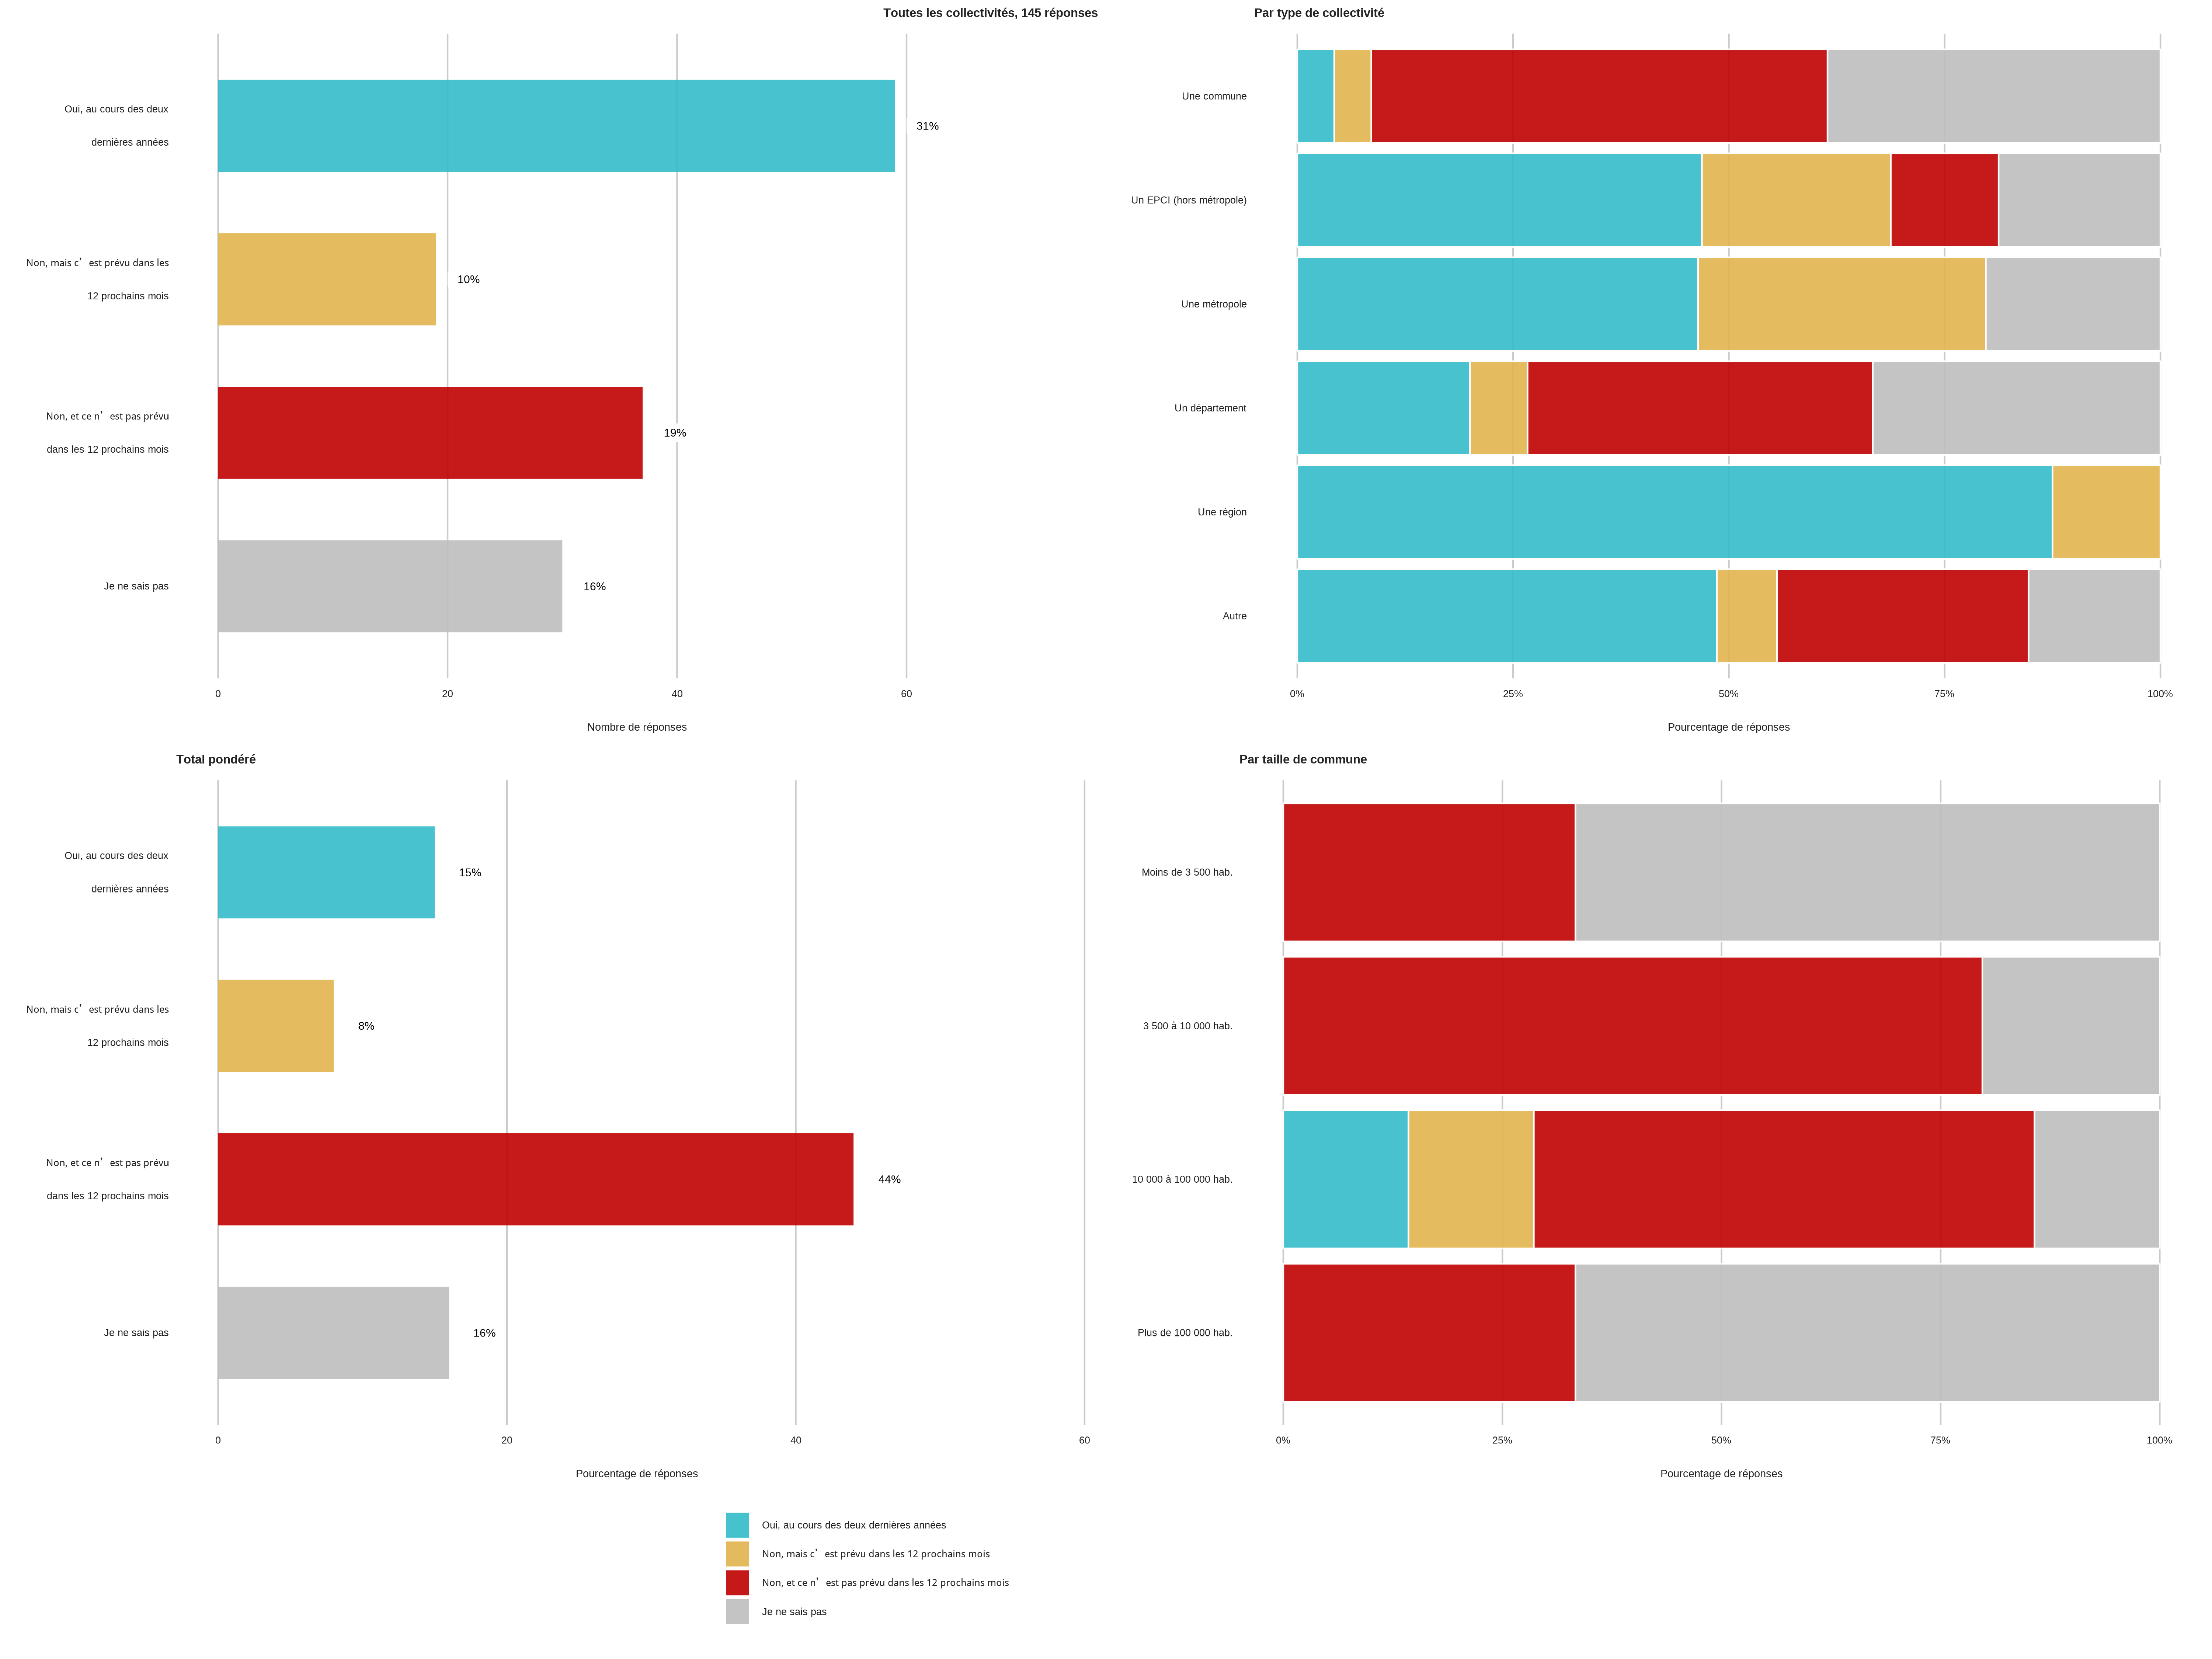 Toutes les collectivités, 145 réponses
Oui, au cours des deux
dernières années
31%
Non, mais c’est prévu dans les
12 prochains mois
10%
Non, et ce n’est pas prévu
dans les 12 prochains mois
19%
Je ne sais pas
16%
0 20 40 60
Nombre de réponses
Par type de collectivité
Une commune
Un EPCI (hors métropole)
Une métropole
Un département
Une région
Autre
0% 25% 50% 75% 100%
Pourcentage de réponses
Total pondéré
Oui, au cours des deux
dernières années
15%
Non, mais c’est prévu dans les
12 prochains mois
8%
Non, et ce n’est pas prévu
dans les 12 prochains mois
44%
Je ne sais pas
16%
0 20 40 60
Pourcentage de réponses
Par taille de commune
Moins de 3 500 hab.
3 500 à 10 000 hab.
10 000 à 100 000 hab.
Plus de 100 000 hab.
0% 25% 50% 75% 100%
Pourcentage de réponses
Oui, au cours des deux dernières années
Non, mais c’est prévu dans les 12 prochains mois
Non, et ce n’est pas prévu dans les 12 prochains mois
Je ne sais pas